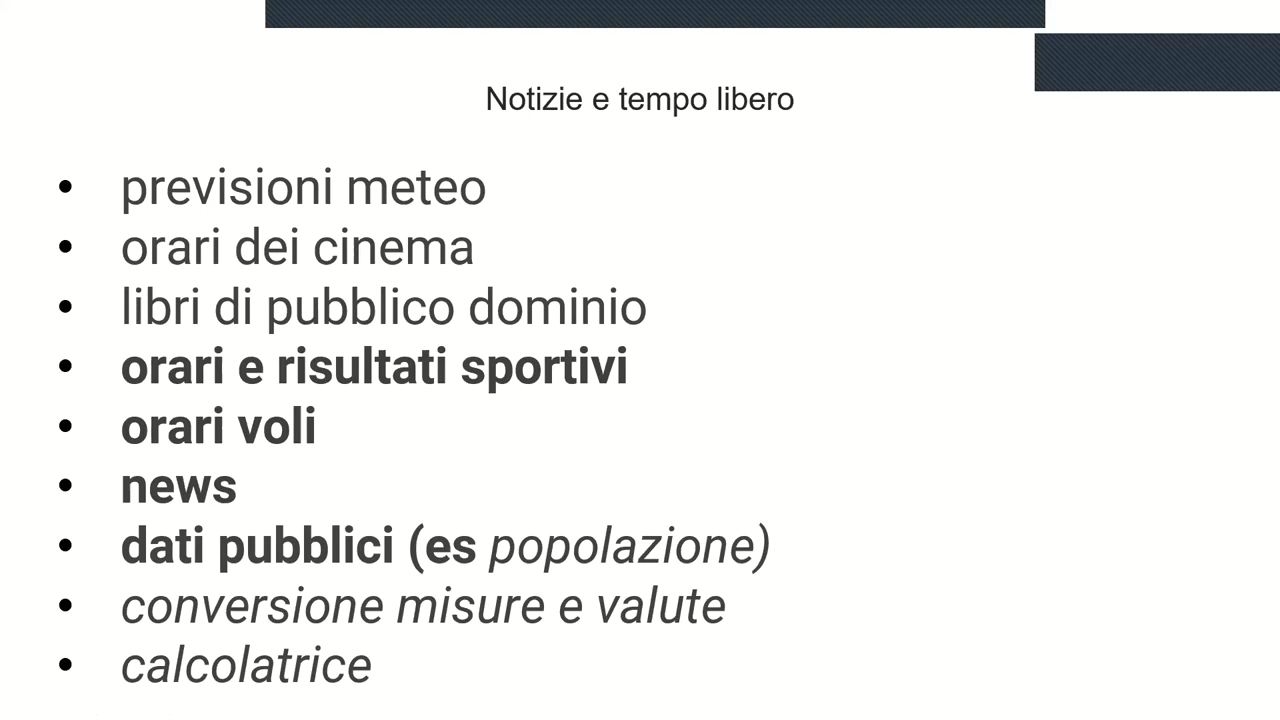 Notizie e tempo libero
• previsioni meteo
• orari dei cinema
• libri di pubblico dominio
• orari e risultati sportivi
• orari voli
• news
• dati pubblici (es popolazione)
• conversione misure e valute
• calcolatrice